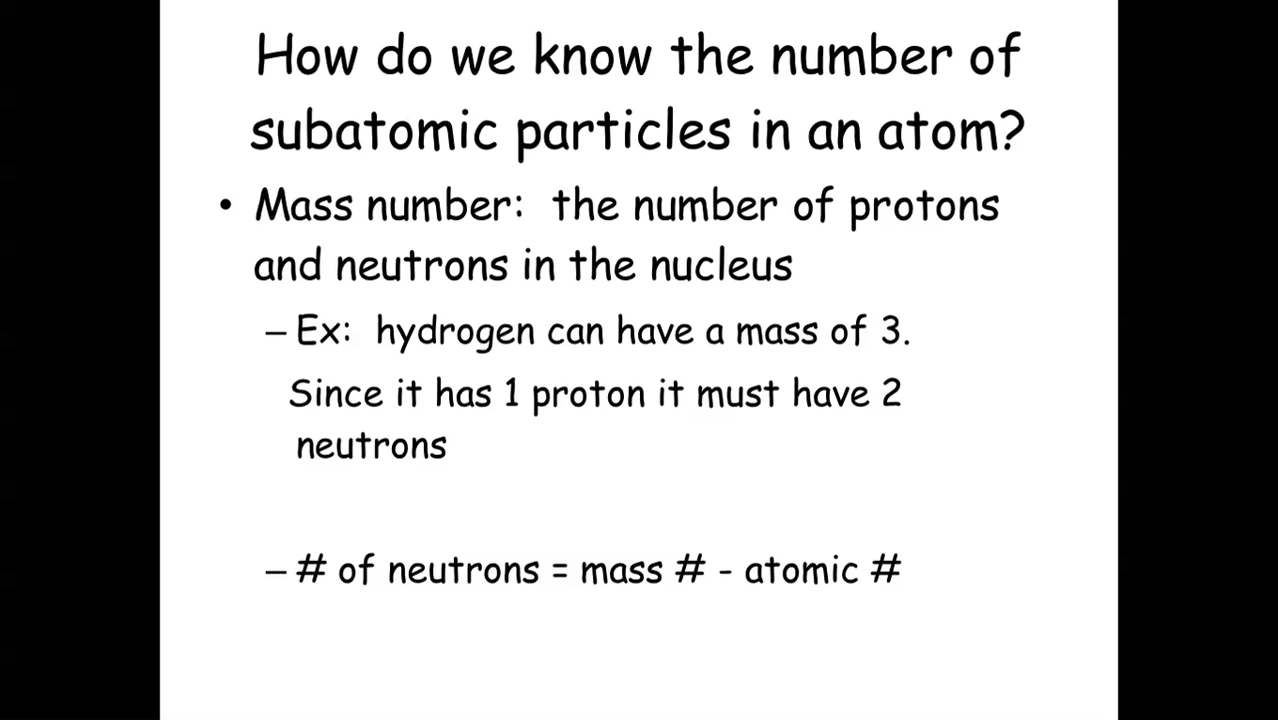 How do we know the number of
subatomic particles in an atom?
• Mass number: the number of protons
and neutrons in the nucleus
– Ex: hydrogen can have a mass of 3.
Since it has 1 proton it must have 2
neutrons
– # of neutrons = mass # - atomic #